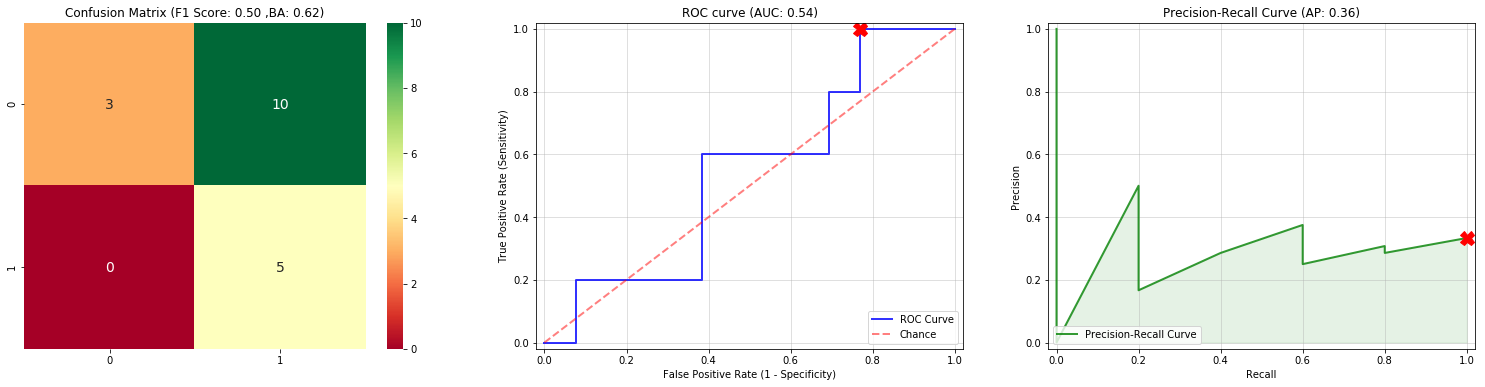 Confusion Matrix (F1 Score: 0.50 ,BA: 0.62)
3
10
0
5
0
1
0
1
10
8
6
4
2
0
ROC curve (AUC: 0.54)
True Positive Rate (Sensitivity)
1.0
0.8
0.6
0.4
0.2
0.0
ROC Curve
Chance
0.0 0.2 0.4 0.6 0.8 1.0
False Positive Rate (1 - Specificity)
Precision-Recall Curve (AP: 0.36)
Precision
1.0
0.8
0.6
0.4
0.2
0.0
Precision-Recall Curve
0.0 0.2 0.4 0.6 0.8 1.0
Recall